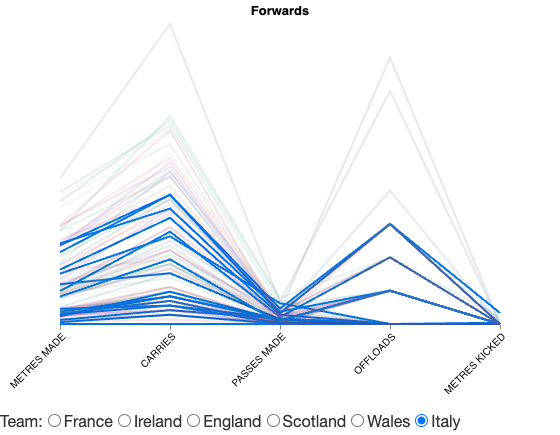 Forwards
METRES MADE
CARRIES
PASSES MADE
OFFLOADS
METRES KICKED
Team: France Ireland England Scotland Wales Italy